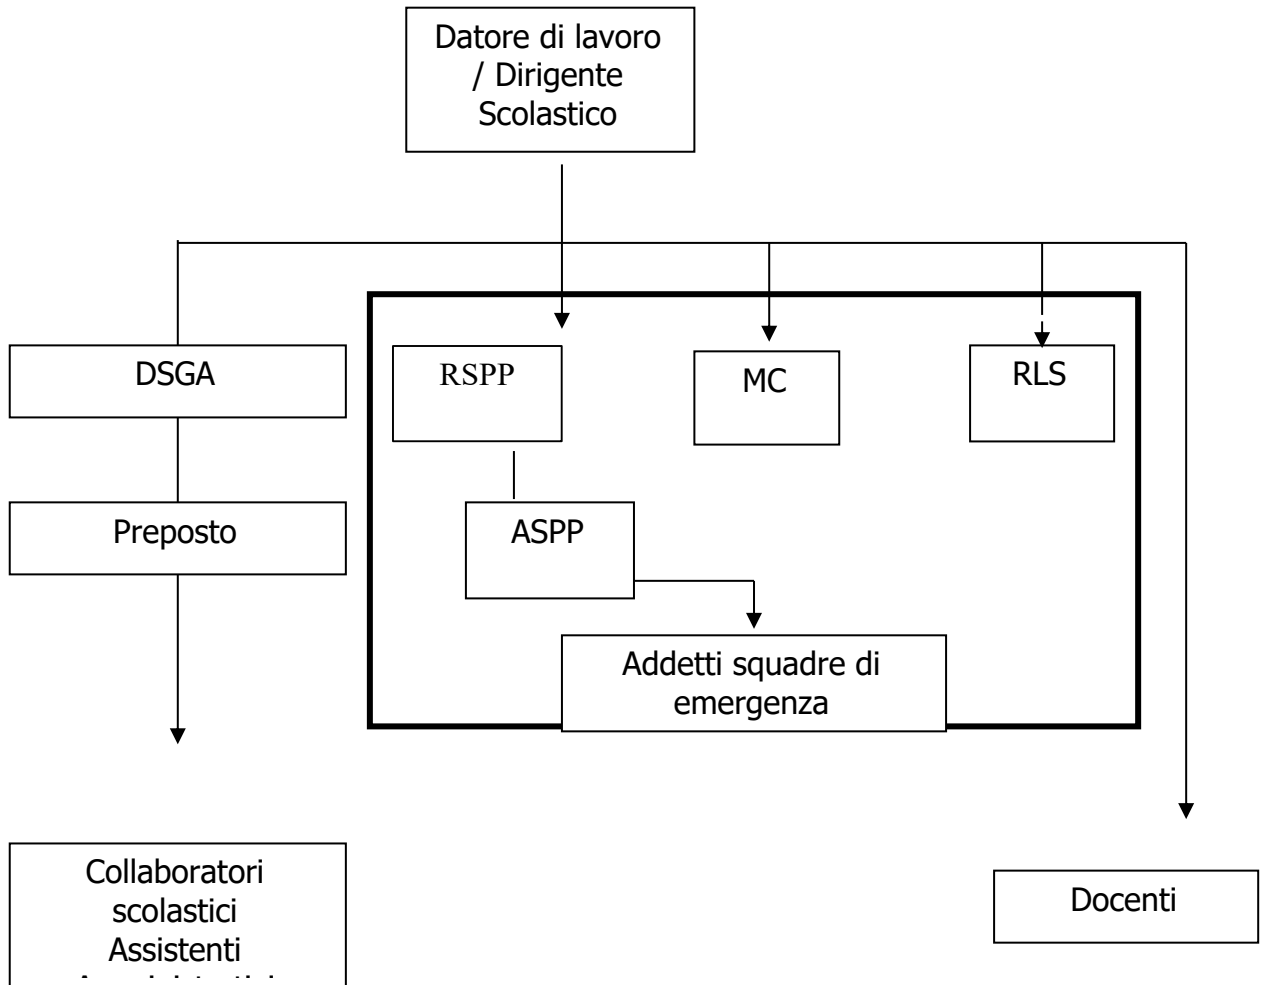 Datore di lavoro
/ Dirigente
Scolastico
DSGA
RSPP
MC
RLS
Preposto
ASPP
Addetti squadre di
emergenza
Collaboratori
scolastici
Assistenti
Docenti